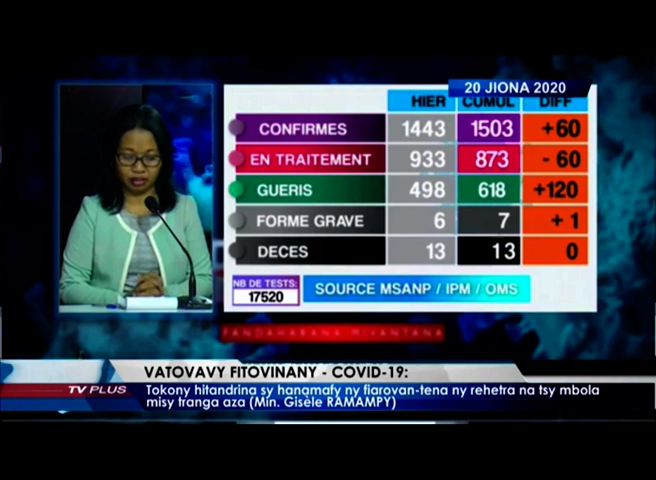 20 JIONA 2020
HIER CUMUL DIFF
CONFIRMES 1443 1503 +60
EN TRAITEMENT 933 873 - 60
GUERIS 498 618 +120
FORME GRAVE 6 7 + 1
DECES 13 13 0
NB DE TESTS:
17520
SOURCE MSANP / IPM / OMS
FANDAHARANA MIVANTANA
VATOVAVY FITOVINANY - COVID-19:
TV PLUS
Tokony hitandrina sy hanamafy ny fiarovan-tena ny rehetra na tsy mbola
misy tranga aza (Min. Gisèle RAMAMPY)